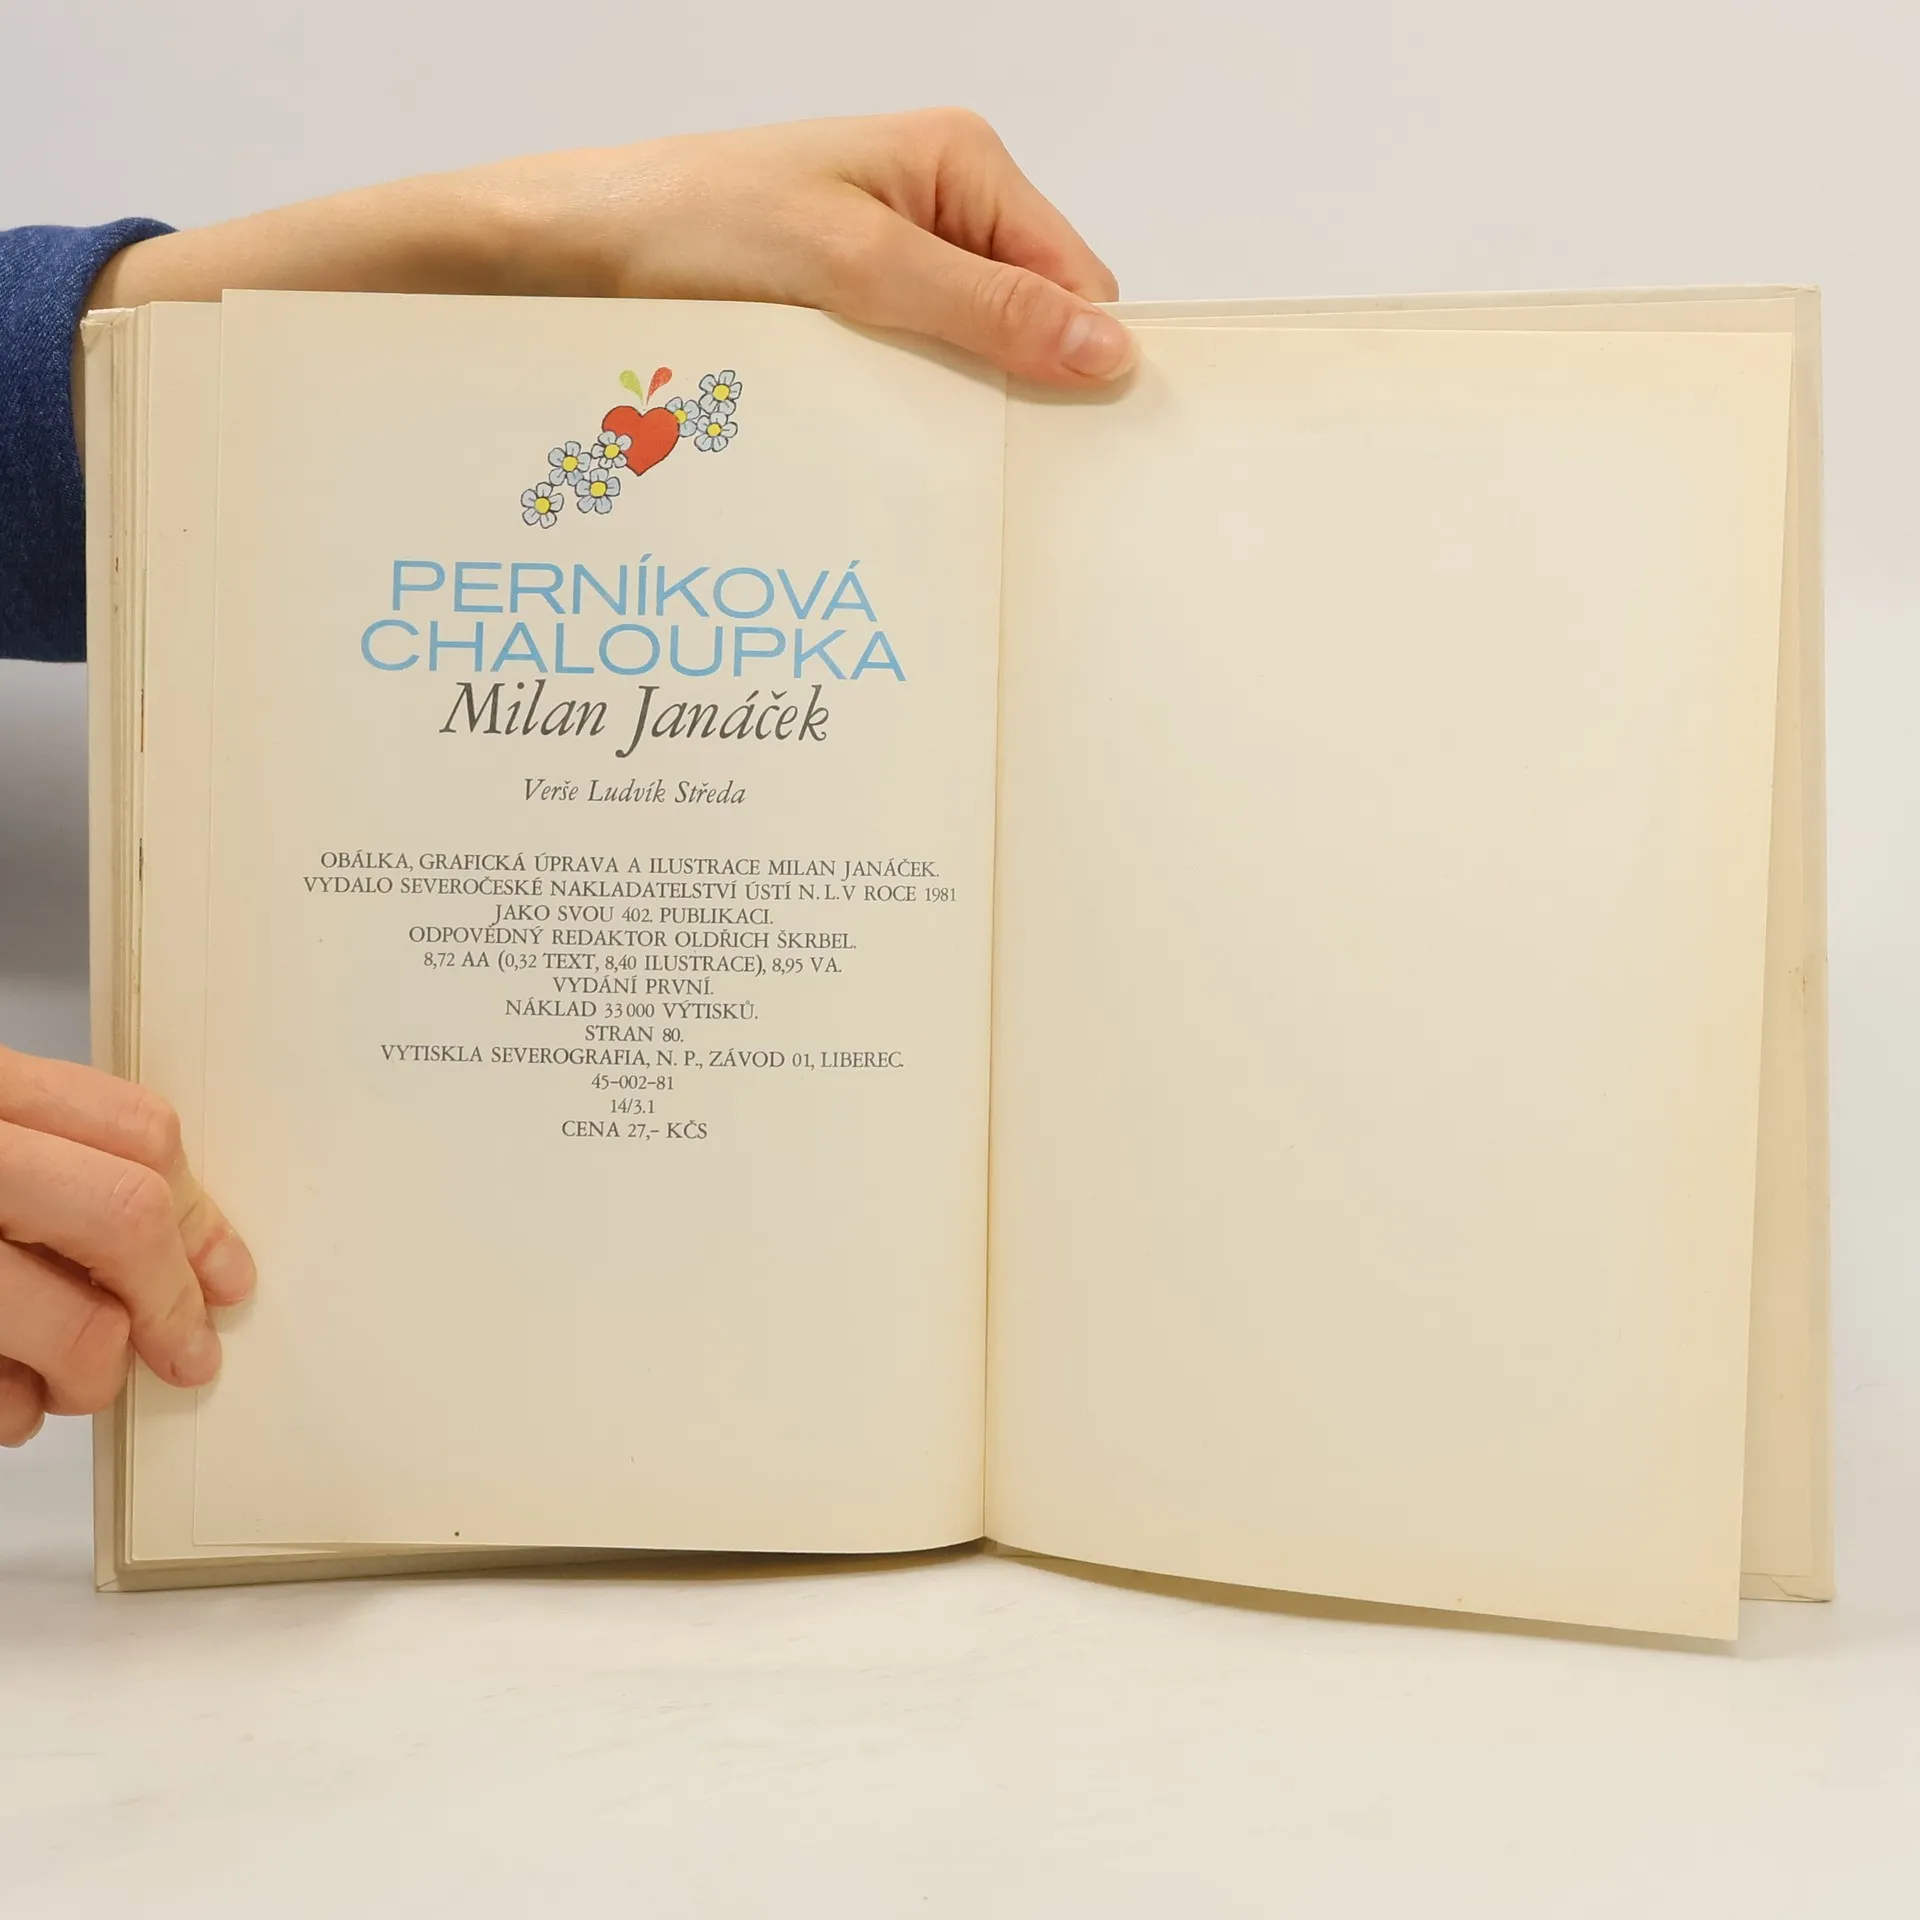 PERNÍKOVÁ
CHALOUPKA
Milan Janáček
Verše Ludvík Středa
OBÁLKA, GRAFICKÁ ÚPRAVA A ILUSTRACE MILAN JANÁČEK.
VYDALO SEVEROČESKÉ NAKLADATELSTVÍ ÚSTÍ N. L. V ROCE 1981
JAKO SVOU 402. PUBLIKACI.
ODPOVĚDNÝ REDAKTOR OLDŘICH ŠKRBEL.
8,72 AA (0,32 TEXT, 8,40 ILUSTRACE), 8,95 VA.
VYDÁNÍ PRVNÍ.
NÁKLAD 33 000 VÝTISKŮ.
STRAN 80.
VYTISKLA SEVEROGRAFIA, N. P., ZÁVOD 01, LIBEREC.
45-002-81
14/3.1
CENA 27,- KČS